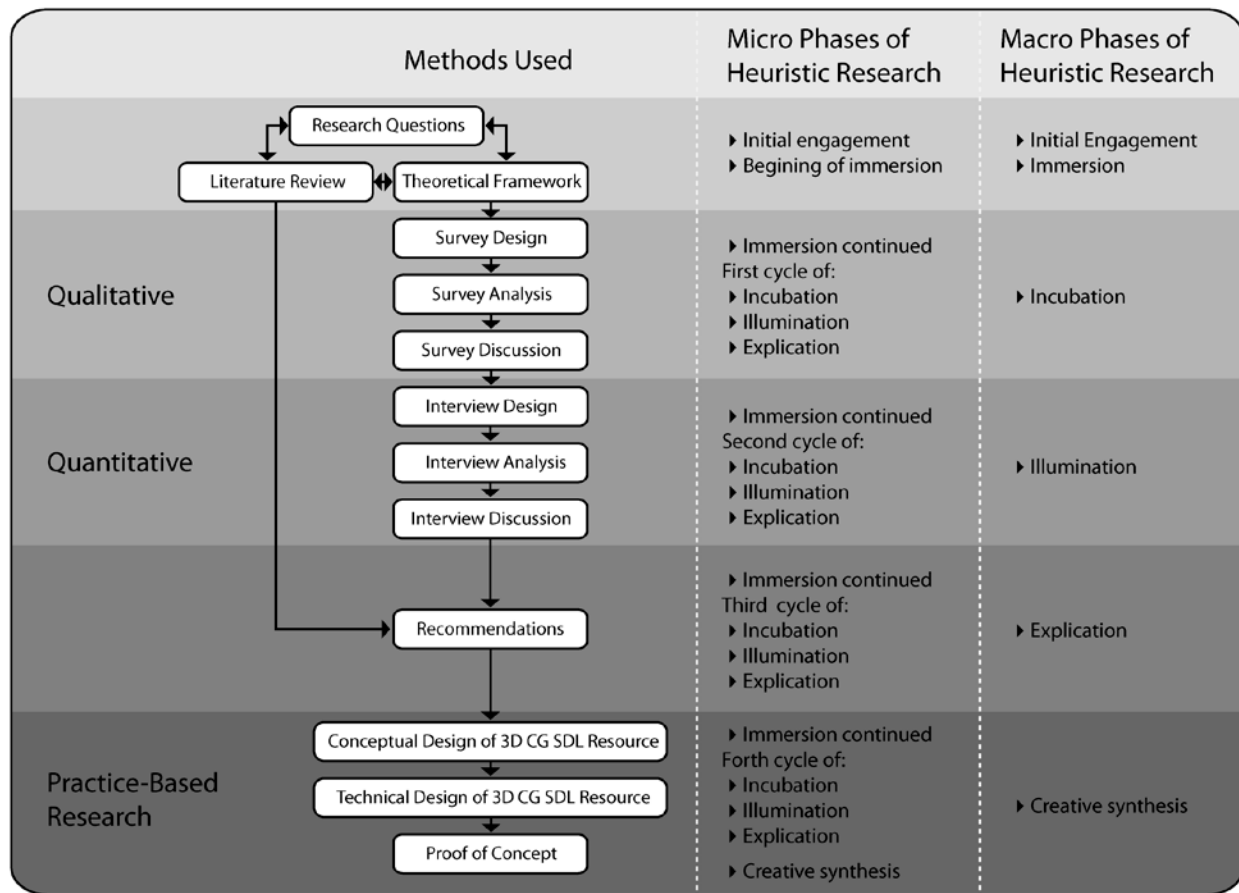 Methods Used
Micro Phases of
Heuristic Research
Macro Phases of
Heuristic Research
Research Questions
Literature Review
Theoretical Framework
Initial engagement
Begining of immersion
Initial Engagement
Immersion
Qualitative
Survey Design
Survey Analysis
Survey Discussion
Immersion continued
First cycle of:
Incubation
Illumination
Explication
Incubation
Quantitative
Interview Design
Interview Analysis
Interview Discussion
Immersion continued
Second cycle of:
Incubation
Illumination
Explication
Illumination
Recommendations
Immersion continued
Third cycle of:
Incubation
Illumination
Explication
Explication
Practice-Based
Research
Conceptual Design of 3D CG SDL Resource
Technical Design of 3D CG SDL Resource
Proof of Concept
Immersion continued
Forth cycle of:
Incubation
Illumination
Explication
Creative synthesis
Creative synthesis